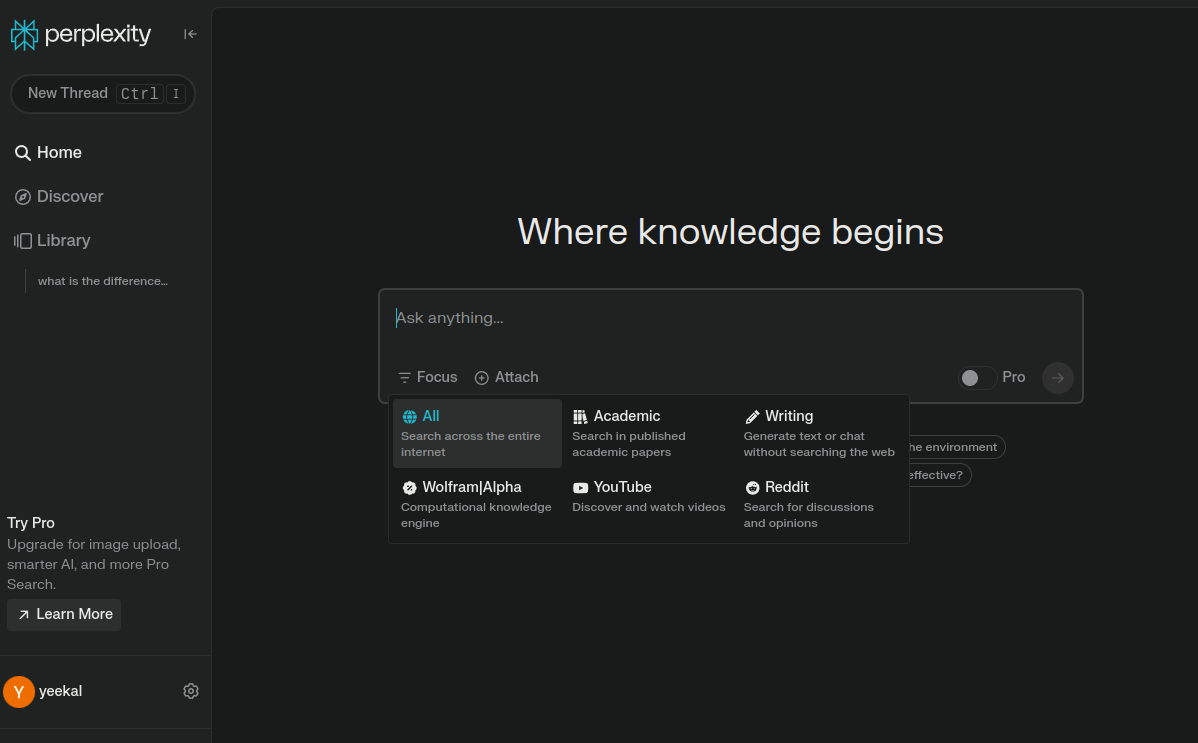 perplexity
New Thread Ctrl I
Home
Discover
Library
what is the difference...
Try Pro
Upgrade for image upload,
smarter AI, and more Pro
Search.
Learn More
Y yeekal
Where knowledge begins
Ask anything...
Focus Attach Pro
All
Search across the entire
internet
Academic
Search in published
academic papers
Writing
Generate text or chat
without searching the web
Wolfram|Alpha
Computational knowledge
engine
YouTube
Discover and watch videos
Reddit
Search for discussions
and opinions
he environment
effective?